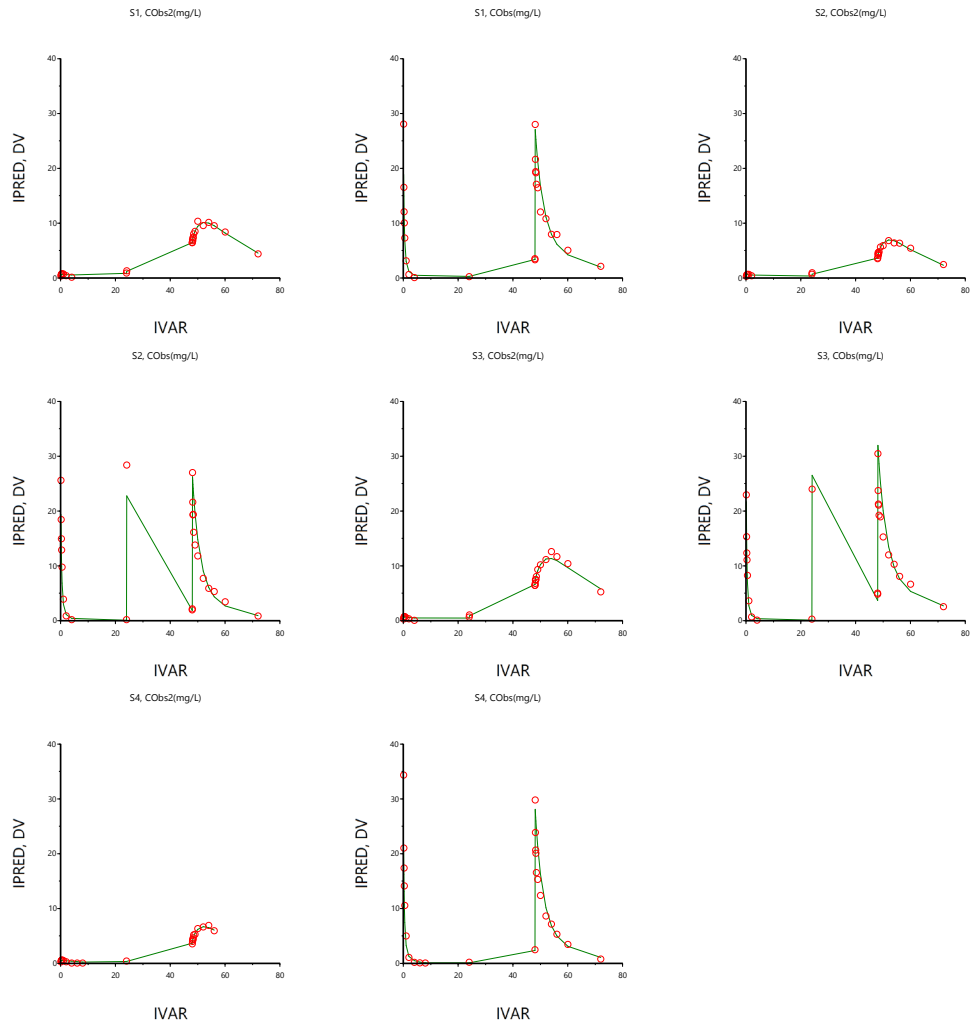 S1, CObs2(mg/L)
IPRED, DV
40
30
20
10
0
0 20 40 60 80
IVAR
S1, CObs(mg/L)
IPRED, DV
40
30
20
10
0
0 20 40 60 80
IVAR
S2, CObs2(mg/L)
IPRED, DV
40
30
20
10
0
0 20 40 60 80
IVAR
S2, CObs(mg/L)
IPRED, DV
40
30
20
10
0
0 20 40 60 80
IVAR
S3, CObs2(mg/L)
IPRED, DV
40
30
20
10
0
0 20 40 60 80
IVAR
S3, CObs(mg/L)
IPRED, DV
40
30
20
10
0
0 20 40 60 80
IVAR
S4, CObs2(mg/L)
IPRED, DV
40
30
20
10
0
0 20 40 60 80
IVAR
S4, CObs(mg/L)
IPRED, DV
40
30
20
10
0
0 20 40 60 80
IVAR